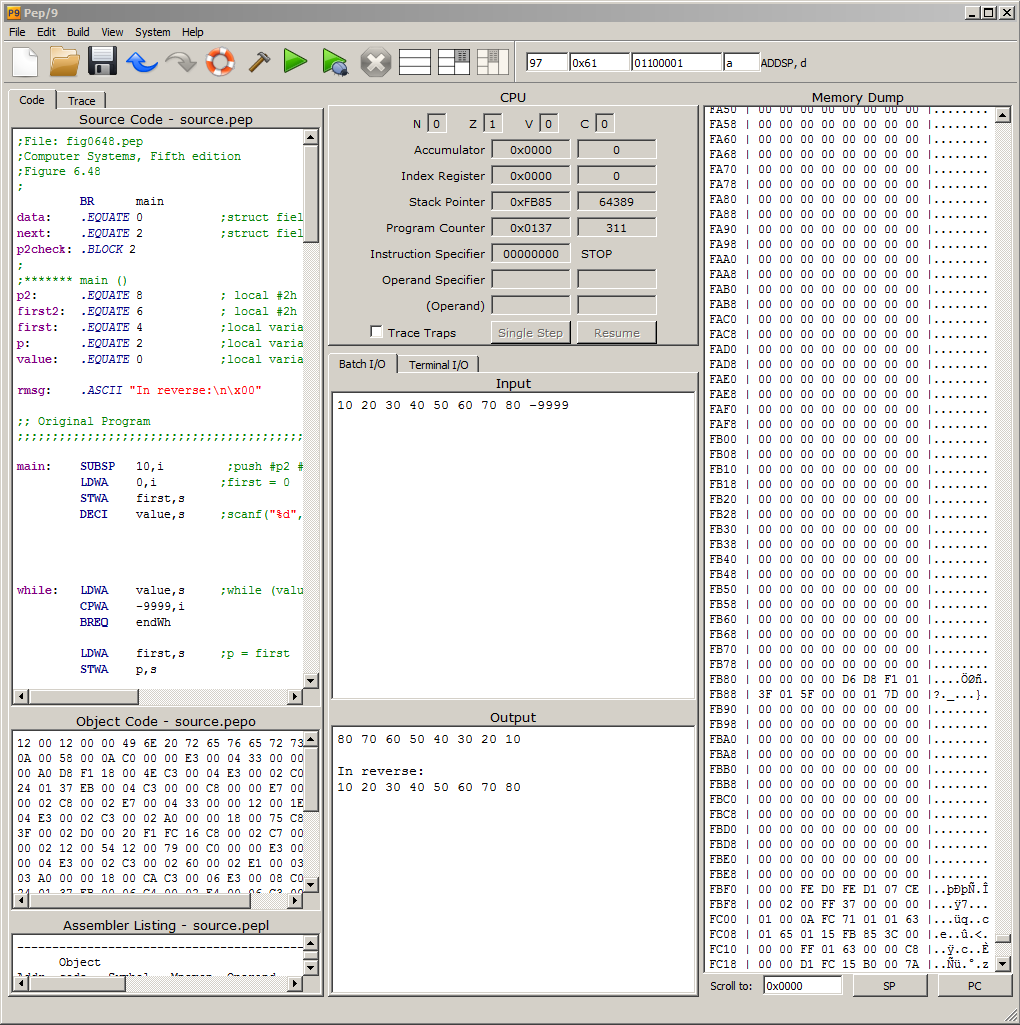 Pep/9
File Edit Build View System Help
97 0x61 01100001 a ADDSP, d
Code Trace
Source Code - source.pep
;File: fig0648.pep
;Computer Systems, Fifth edition
;Figure 6.48
;
BR main
data: .EQUATE 0 ;struct fiel
next: .EQUATE 2 ;struct fiel
p2check: .BLOCK 2
;
;******* main ()
p2: .EQUATE 8 ; local #2h
first2: .EQUATE 6 ; local #2h
first: .EQUATE 4 ;local varia
p: .EQUATE 2 ;local varia
value: .EQUATE 0 ;local varia
rmsg: .ASCII "In reverse:\n\x00"
;; Original Program
;;;;;;;;;;;;;;;;;;;;;;;;;;;;;;;;;;;;;;;;;
main: SUBSP 10,i ;push #p2 #
LDWA 0,i ;first = 0
STWA first,s
DECI value,s ;scanf("%d",
while: LDWA value,s ;while (valu
CPWA -9999,i
BREQ endWh
LDWA first,s ;p = first
STWA p,s
Object Code - source.pepo
12 00 12 00 00 49 6E 20 72 65 76 65 72 73
0A 00 58 00 0A C0 00 00 E3 00 04 33 00 00
00 A0 D8 F1 18 00 4E C3 00 04 E3 00 02 C0
24 01 37 EB 00 04 C3 00 00 C8 00 00 E7 00
00 02 C8 00 02 E7 00 04 33 00 00 12 00 1E
04 E3 00 02 C3 00 02 A0 00 00 18 00 75 C8
3F 00 02 D0 00 20 F1 FC 16 C8 00 02 C7 00
00 02 12 00 54 12 00 79 00 C0 00 00 E3 00
00 04 E3 00 02 C3 00 02 60 00 02 E1 00 03
03 A0 00 00 18 00 CA C3 00 06 E3 00 08 C0
24 01 37 EB 00 06 C4 00 02 E4 00 06 C3 00
Assembler Listing - source.pepl
Object
Addr code Symbol Mnemon Operand
CPU
N 0 Z 1 V 0 C 0
Accumulator 0x0000 0
Index Register 0x0000 0
Stack Pointer 0xFB85 64389
Program Counter 0x0137 311
Instruction Specifier 00000000 STOP
Operand Specifier
(Operand)
Trace Traps Single Step Resume
Batch I/O Terminal I/O
Input
10 20 30 40 50 60 70 80 -9999
Output
80 70 60 50 40 30 20 10
In reverse:
10 20 30 40 50 60 70 80
Memory Dump
FA50 | 00 00 00 00 00 00 00 00 |........
FA58 | 00 00 00 00 00 00 00 00 |........
FA60 | 00 00 00 00 00 00 00 00 |........
FA68 | 00 00 00 00 00 00 00 00 |........
FA70 | 00 00 00 00 00 00 00 00 |........
FA78 | 00 00 00 00 00 00 00 00 |........
FA80 | 00 00 00 00 00 00 00 00 |........
FA88 | 00 00 00 00 00 00 00 00 |........
FA90 | 00 00 00 00 00 00 00 00 |........
FA98 | 00 00 00 00 00 00 00 00 |........
FAA0 | 00 00 00 00 00 00 00 00 |........
FAA8 | 00 00 00 00 00 00 00 00 |........
FAB0 | 00 00 00 00 00 00 00 00 |........
FAB8 | 00 00 00 00 00 00 00 00 |........
FAC0 | 00 00 00 00 00 00 00 00 |........
FAC8 | 00 00 00 00 00 00 00 00 |........
FAD0 | 00 00 00 00 00 00 00 00 |........
FAD8 | 00 00 00 00 00 00 00 00 |........
FAE0 | 00 00 00 00 00 00 00 00 |........
FAE8 | 00 00 00 00 00 00 00 00 |........
FAF0 | 00 00 00 00 00 00 00 00 |........
FAF8 | 00 00 00 00 00 00 00 00 |........
FB00 | 00 00 00 00 00 00 00 00 |........
FB08 | 00 00 00 00 00 00 00 00 |........
FB10 | 00 00 00 00 00 00 00 00 |........
FB18 | 00 00 00 00 00 00 00 00 |........
FB20 | 00 00 00 00 00 00 00 00 |........
FB28 | 00 00 00 00 00 00 00 00 |........
FB30 | 00 00 00 00 00 00 00 00 |........
FB38 | 00 00 00 00 00 00 00 00 |........
FB40 | 00 00 00 00 00 00 00 00 |........
FB48 | 00 00 00 00 00 00 00 00 |........
FB50 | 00 00 00 00 00 00 00 00 |........
FB58 | 00 00 00 00 00 00 00 00 |........
FB60 | 00 00 00 00 00 00 00 00 |........
FB68 | 00 00 00 00 00 00 00 00 |........
FB70 | 00 00 00 00 00 00 00 00 |........
FB78 | 00 00 00 00 00 00 00 00 |........
FB80 | 00 00 00 00 D6 D8 F1 01 |....ÖØñ.
FB88 | 3F 01 5F 00 00 01 7D 00 |?._...}.
FB90 | 00 00 00 00 00 00 00 00 |........
FB98 | 00 00 00 00 00 00 00 00 |........
FBA0 | 00 00 00 00 00 00 00 00 |........
FBA8 | 00 00 00 00 00 00 00 00 |........
FBB0 | 00 00 00 00 00 00 00 00 |........
FBB8 | 00 00 00 00 00 00 00 00 |........
FBC0 | 00 00 00 00 00 00 00 00 |........
FBC8 | 00 00 00 00 00 00 00 00 |........
FBD0 | 00 00 00 00 00 00 00 00 |........
FBD8 | 00 00 00 00 00 00 00 00 |........
FBE0 | 00 00 00 00 00 00 00 00 |........
FBE8 | 00 00 00 00 00 00 00 00 |........
FBF0 | 00 00 FE D0 FE D1 07 CE |..þÐþÑ.Î
FBF8 | 00 02 00 FF 37 00 00 00 |...ÿ7...
FC00 | 01 00 0A FC 71 01 01 63 |...üq..c
FC08 | 01 65 01 15 FB 85 3C 00 |.e..û.<.
FC10 | 00 00 FF 01 63 00 00 C8 |..ÿ.c..È
FC18 | 00 00 D1 FC 15 B0 00 7A |..Ñü.°.z
Scroll to: 0x0000 SP PC